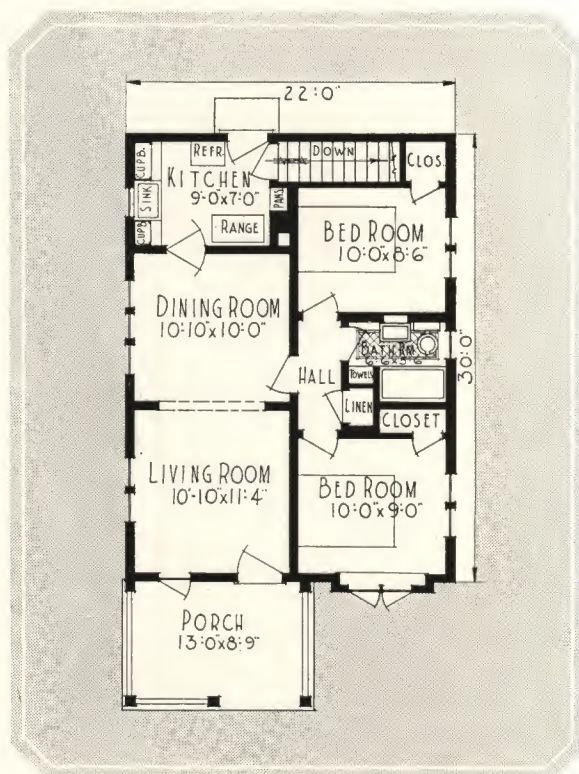 22'·0"
CUPB.
REFR.
DOWN
CLOS.
KITCHEN
9'-0"x7'-0"
SINK
PANS
CUPB.
RANGE
BED ROOM
10'-0"x8'-6"
DINING ROOM
10'-10"x10'-0"
BATH RM.
30'·0"
HALL
TOWELS
LINEN
CLOSET
LIVING ROOM
10'-10"x11'-4"
BED ROOM
10'-0"x9'-0"
PORCH
13'-0"x8'-9"